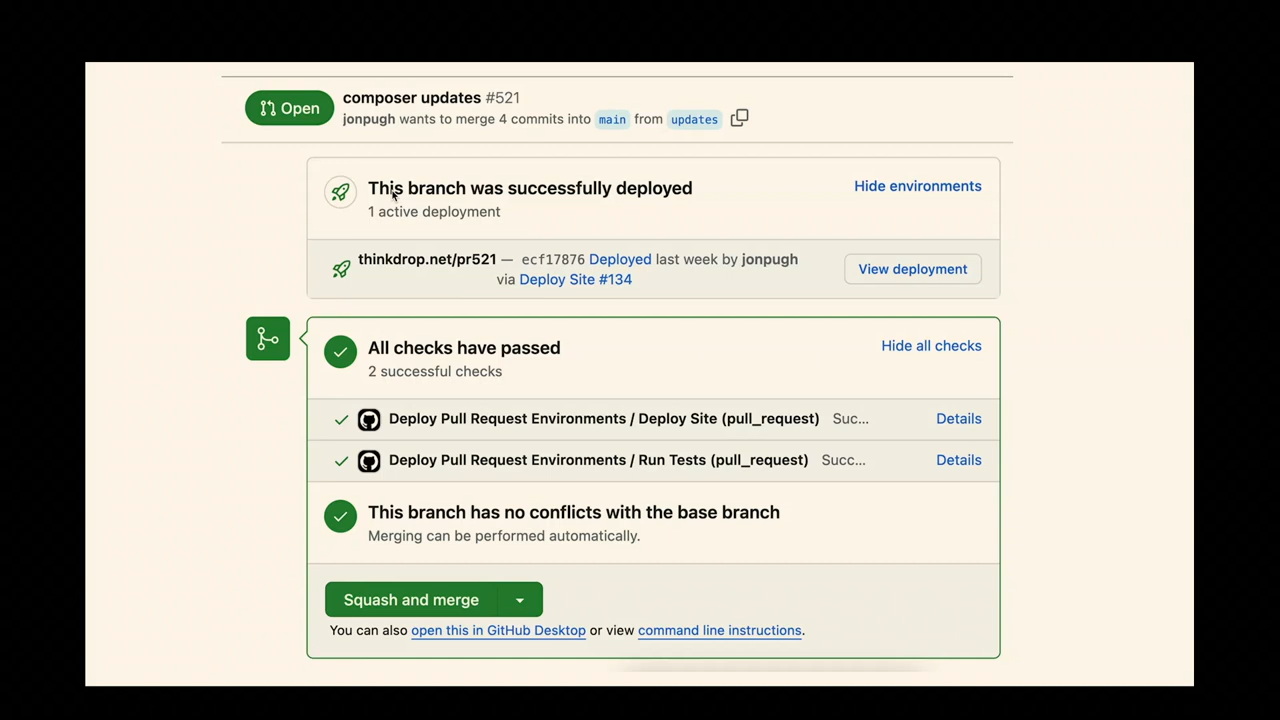 Open
composer updates #521
jonpugh wants to merge 4 commits into main from updates
This branch was successfully deployed
Hide environments
1 active deployment
thinkdrop.net/pr521 — ecf17876 Deployed last week by jonpugh
via Deploy Site #134
View deployment
All checks have passed
Hide all checks
2 successful checks
Deploy Pull Request Environments / Deploy Site (pull_request) Suc... Details
Deploy Pull Request Environments / Run Tests (pull_request) Succ... Details
This branch has no conflicts with the base branch
Merging can be performed automatically.
Squash and merge
You can also open this in GitHub Desktop or view command line instructions.